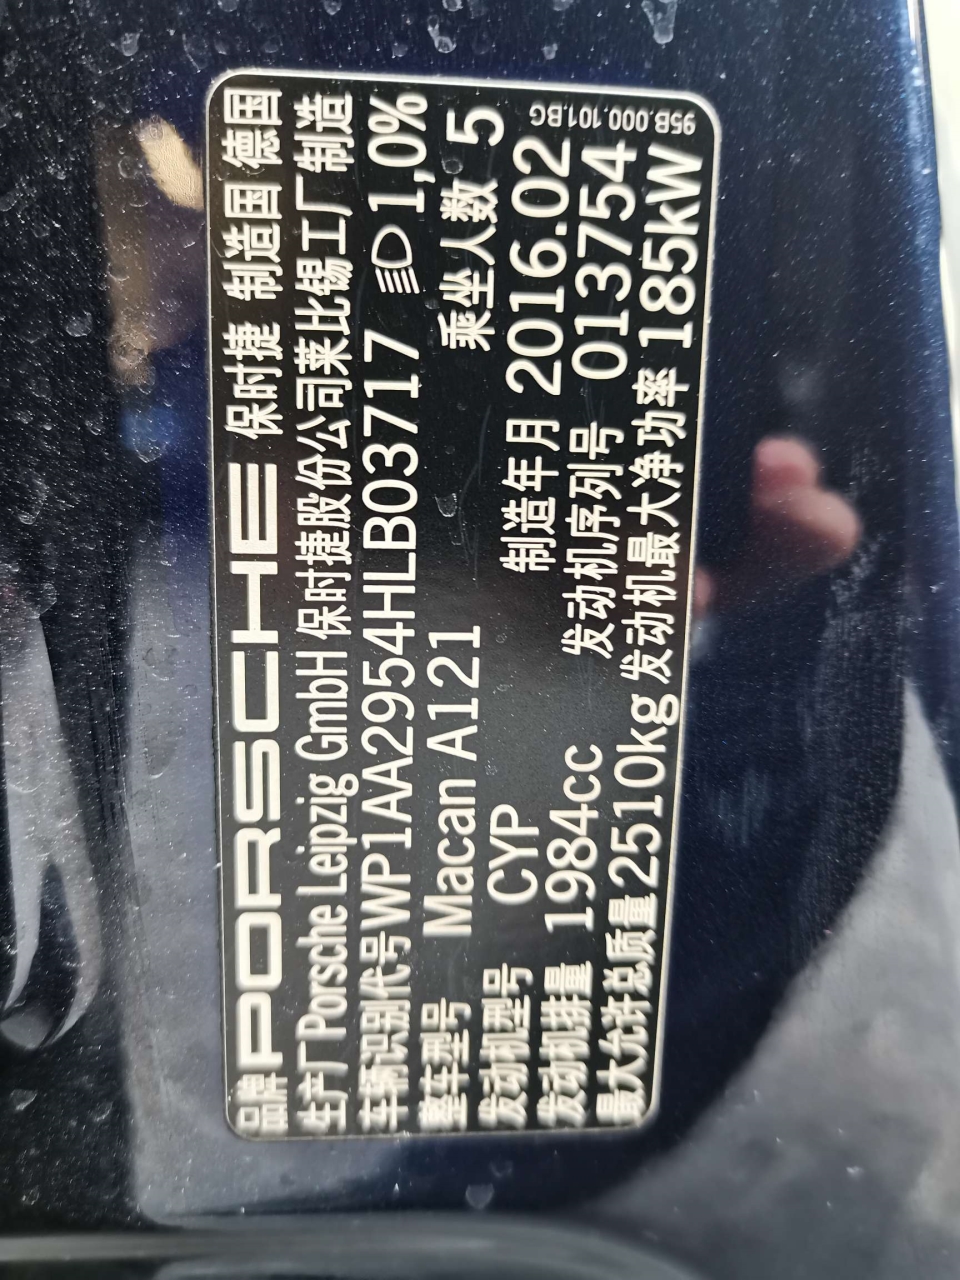 品牌 PORSCHE 保时捷 制造国 德国
生产厂 Porsche Leipzig GmbH 保时捷股份公司莱比锡工厂制造
车辆识别代号 WP1AA2954HLB03717 1,0%
整车型号 Macan A121 乘坐人数 5
发动机型号 CYP 制造年月 2016.02
发动机排量 1984cc 发动机序列号 013754
最大允许总质量 2510kg 发动机最大净功率 185kW
95B.000.101.BG